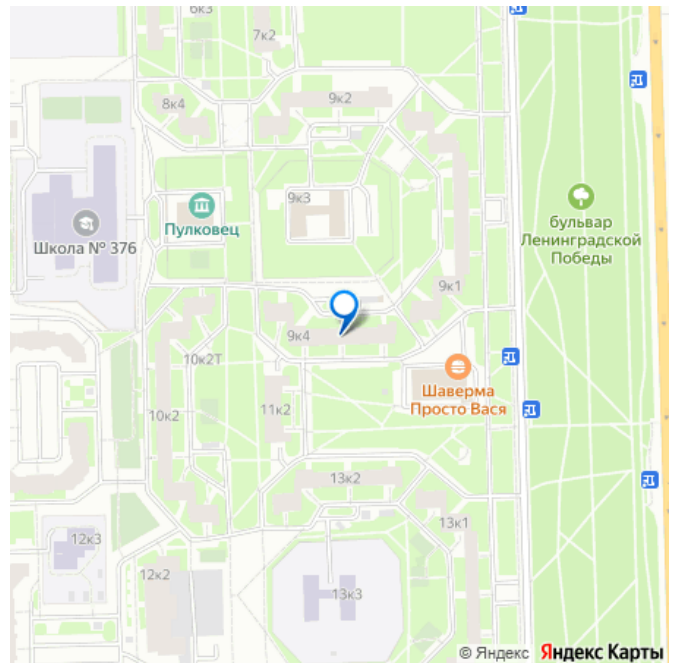 6к3
7к2
8к4
9к2
9к3
Пулковец
Школа № 376
бульвар
Ленинградской
Победы
9к1
9к4
10к2Т
Шаверма
Просто Вася
10к2
11к2
13к2
13к1
12к3
12к2
13к3
© Яндекс Яндекс Карты